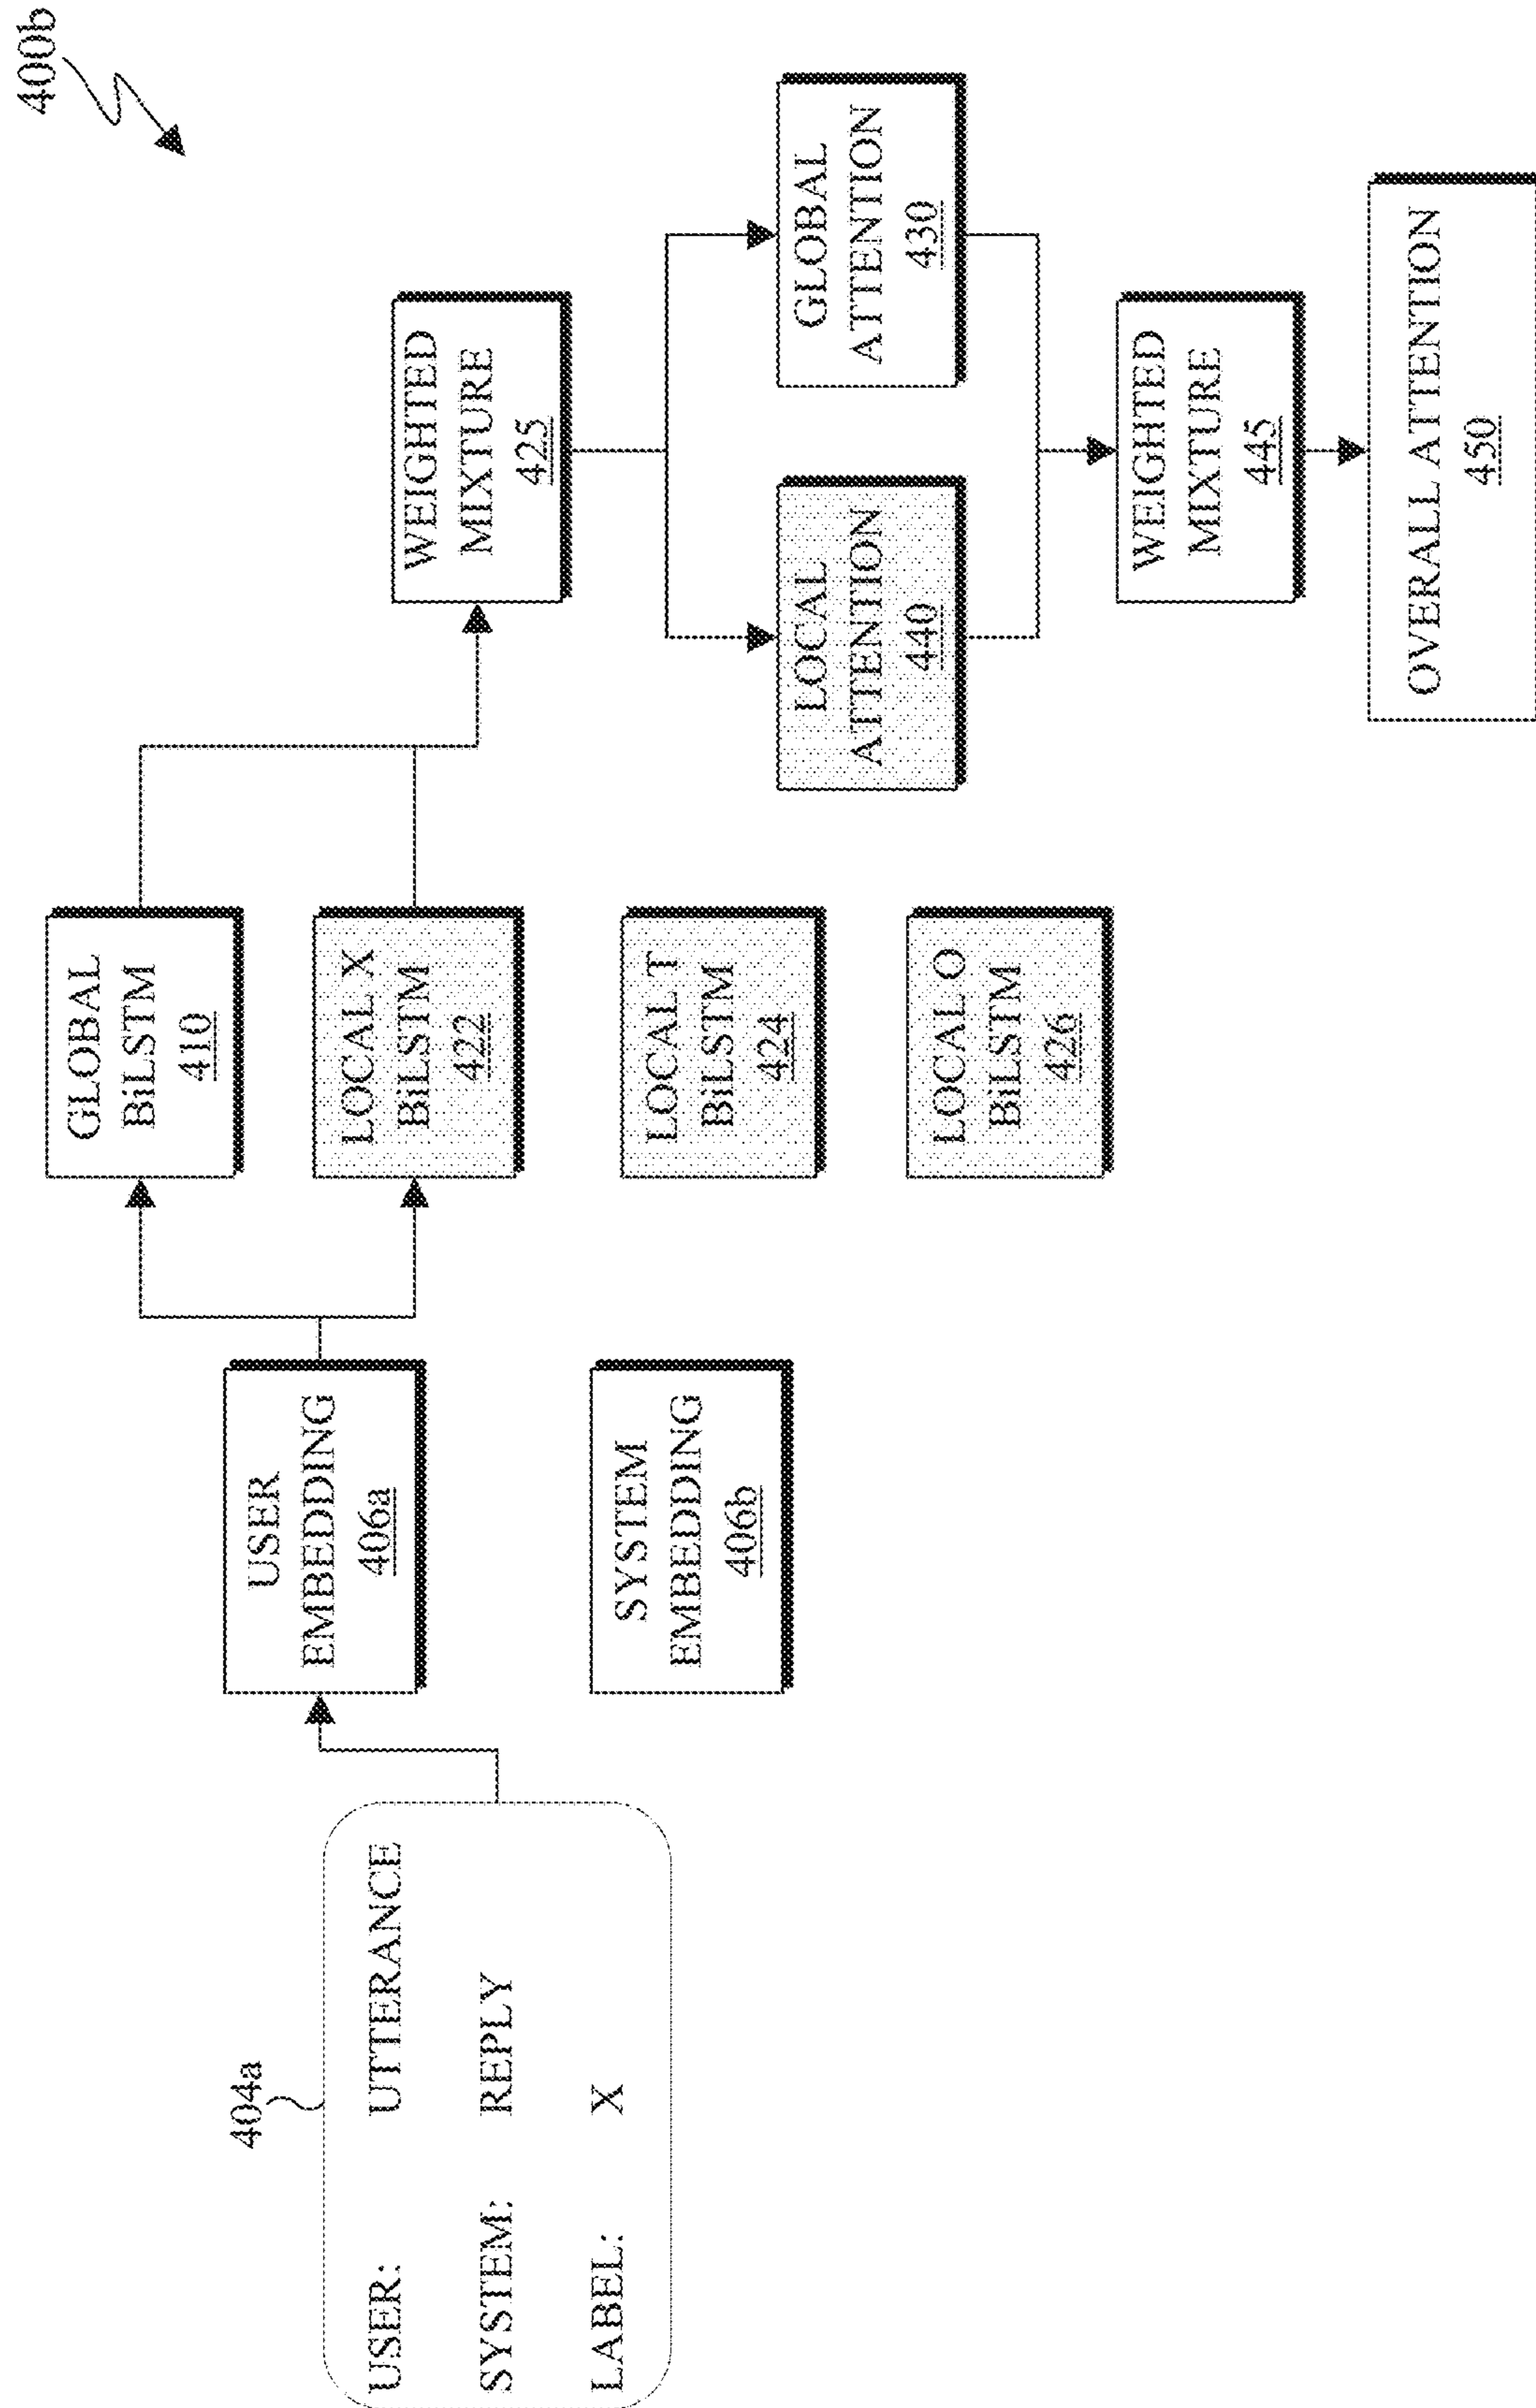 400b
404a
USER: UTTERANCE
SYSTEM: REPLY
LABEL: X
USER
EMBEDDING
406a
SYSTEM
EMBEDDING
406b
GLOBAL
BiLSTM
410
LOCAL X
BiLSTM
422
LOCAL T
BiLSTM
424
LOCAL O
BiLSTM
426
WEIGHTED
MIXTURE
425
LOCAL
ATTENTION
440
GLOBAL
ATTENTION
430
WEIGHTED
MIXTURE
445
OVERALL ATTENTION
450